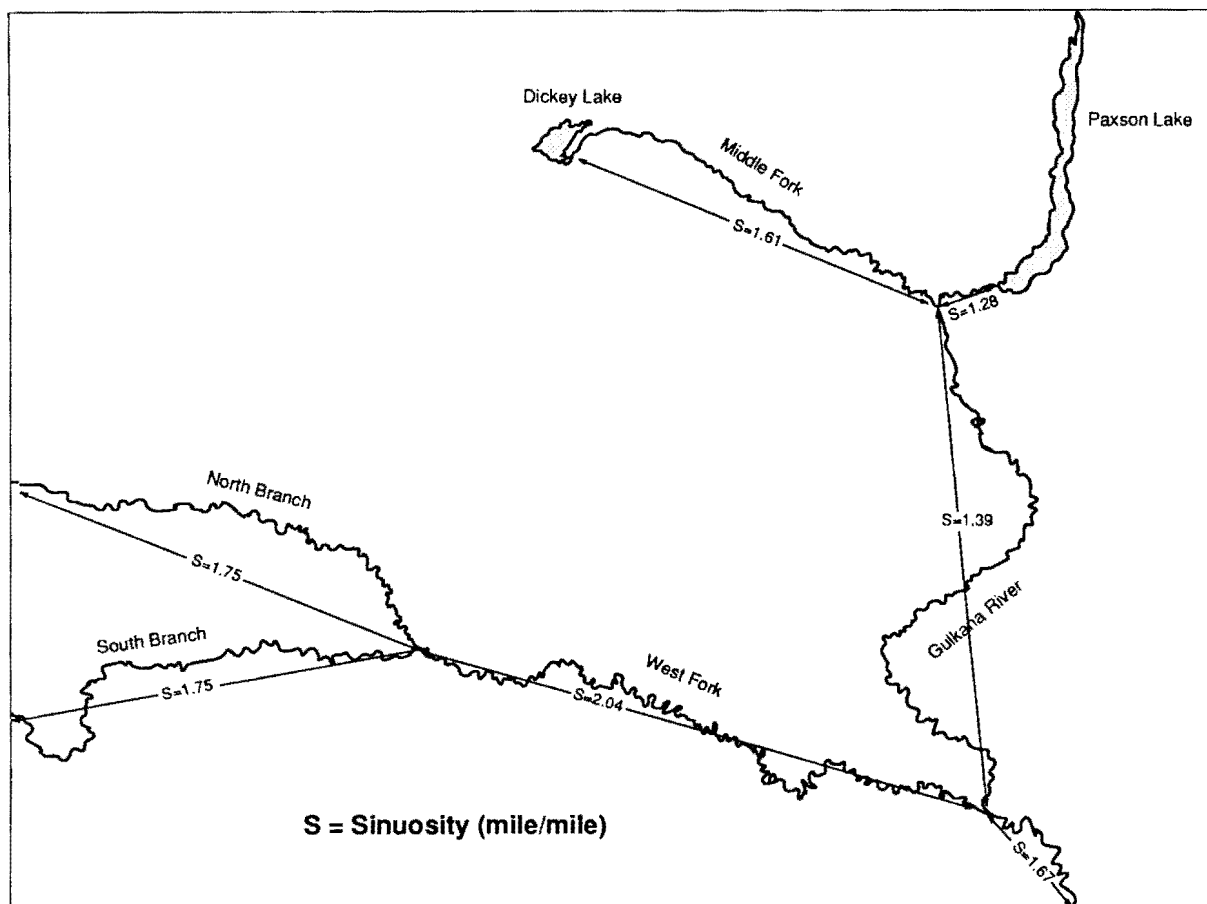 Dickey Lake
Paxson Lake
Middle Fork
S=1.61
S=1.28
North Branch
S=1.39
S=1.75
Gulkana River
South Branch
West Fork
S=1.75
S=2.04
S = Sinuosity (mile/mile)
S=1.67